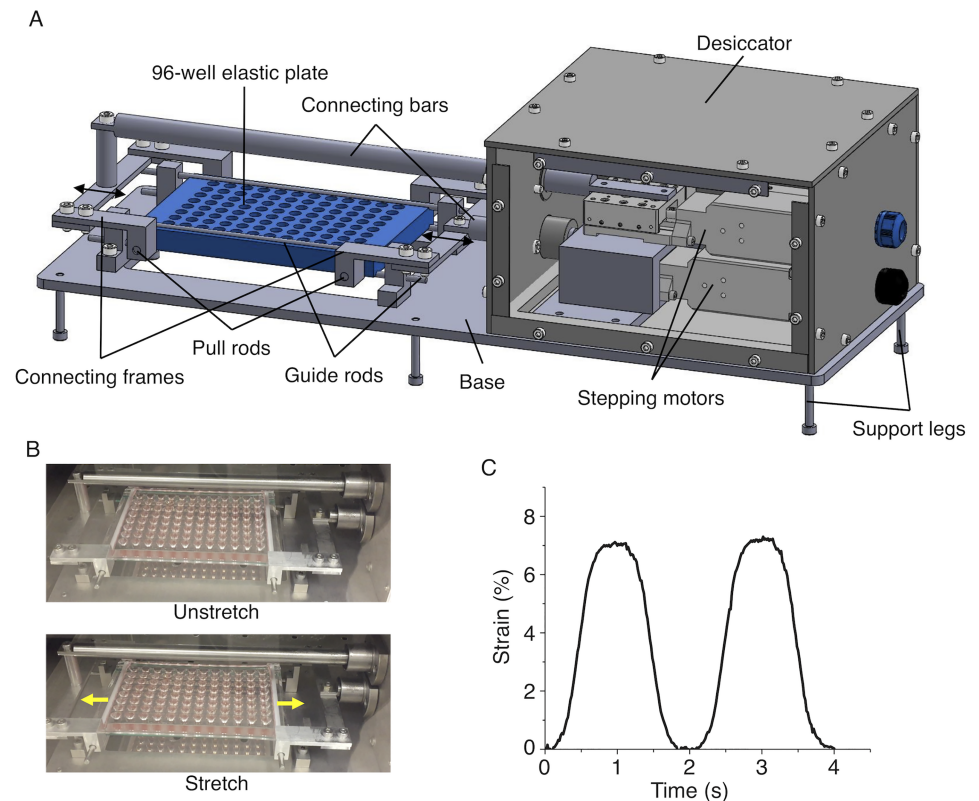 A
Desiccator
96-well elastic plate
Connecting bars
Pull rods
Connecting frames
Guide rods
Base
Stepping motors
Support legs
B
Unstretch
Stretch
C
8
6
4
2
0
Strain (%)
0 1 2 3 4
Time (s)